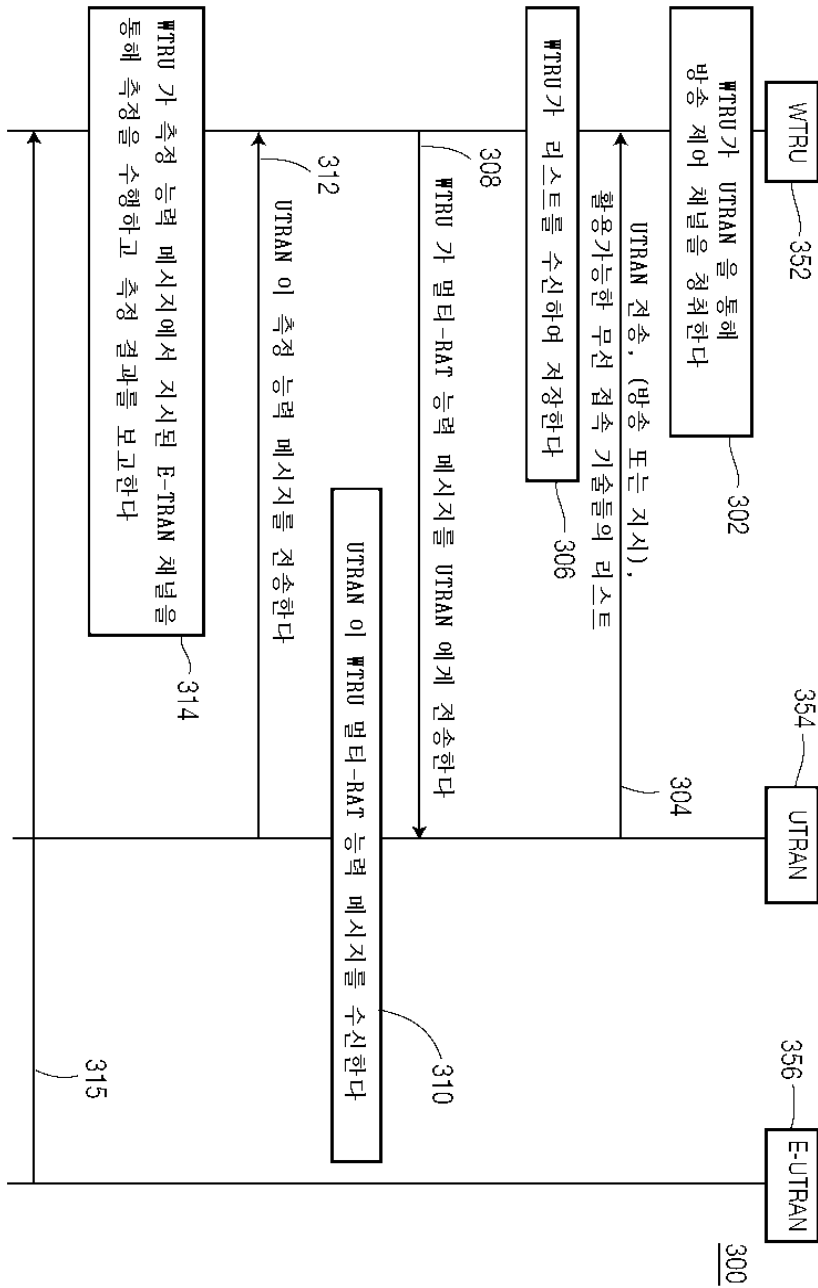 300
WTRU
352
UTRAN
354
E-UTRAN
356
WTRU가 UTRAN을 통해
방송 제어 채널을 청취한다
302
UTRAN 전송, (방송 또는 지시),
활용가능한 무선 접속 기술들의 리스트
304
WTRU가 리스트를 수신하여 저장한다
306
WTRU 가 멀티-RAT 능력 메시지를 UTRAN 에게 전송한다
308
UTRAN 이 WTRU 멀티-RAT 능력 메시지를 수신한다
310
UTRAN 이 측정 능력 메시지를 전송한다
312
WTRU 가 측정 능력 메시지에서 지시된 E-TRAN 채널을
통해 측정을 수행하고 측정 결과를 보고한다
314
315